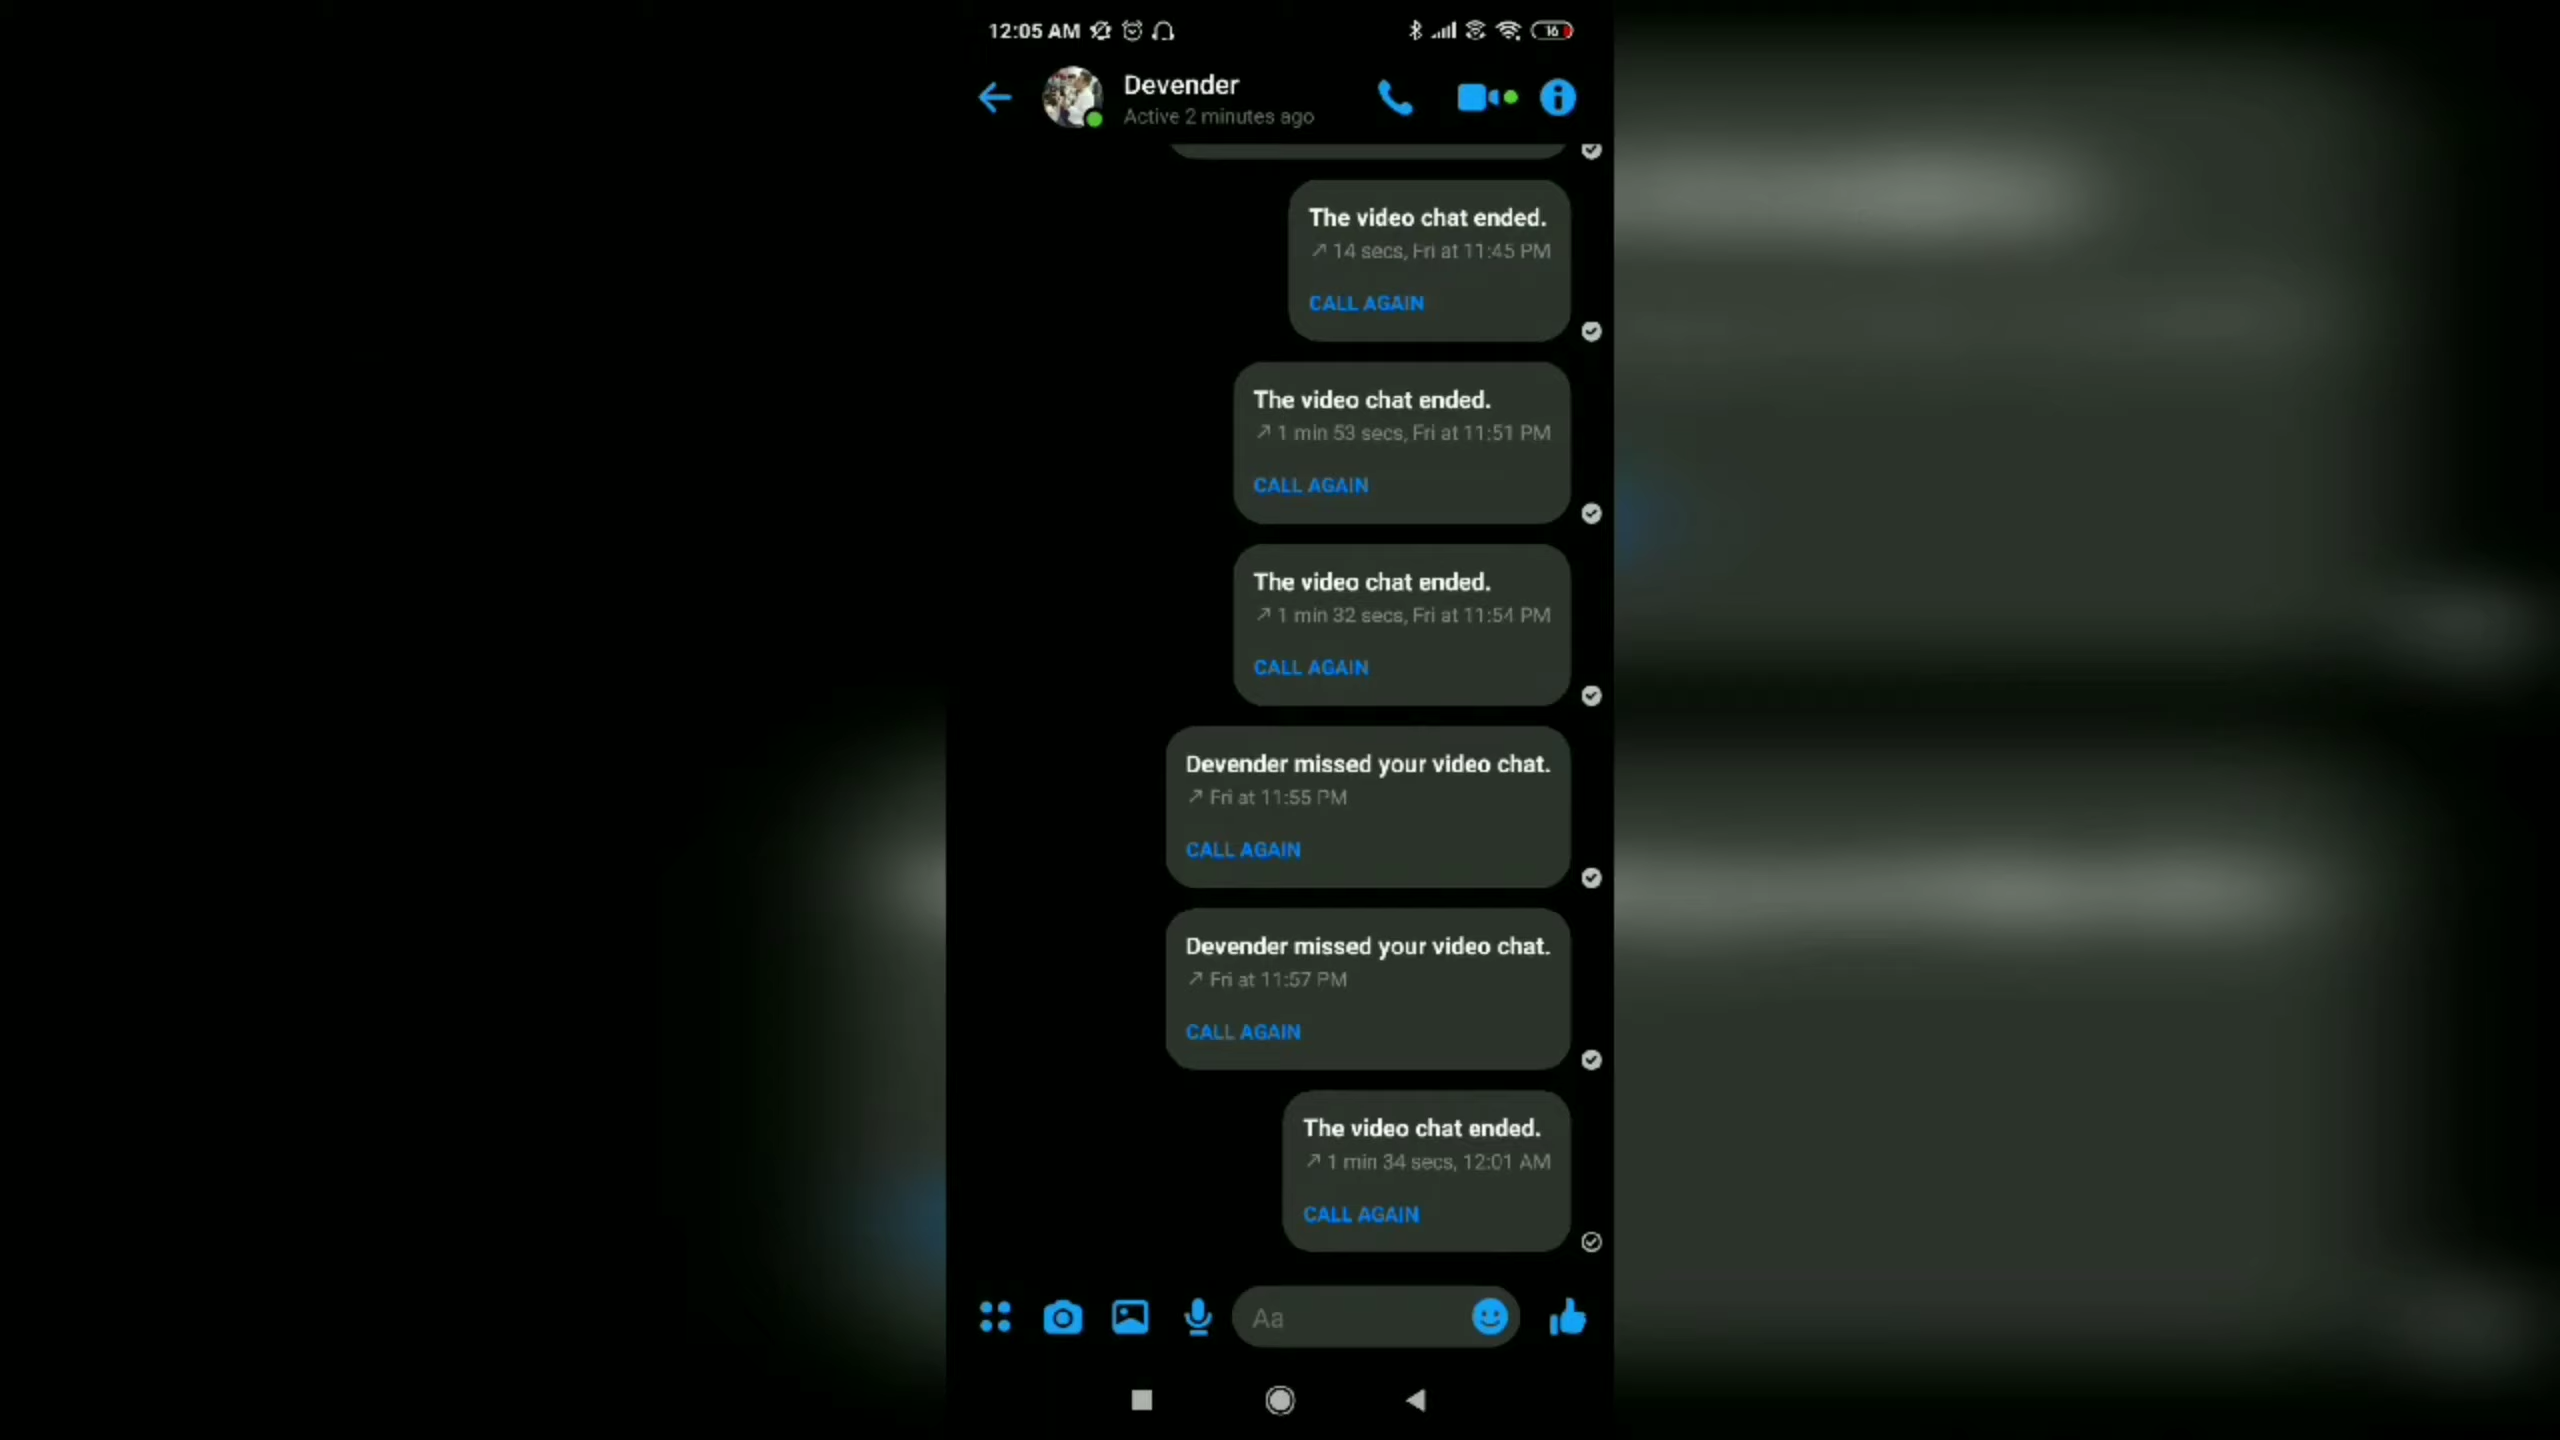 12:05 AM 16
Devender
Active 2 minutes ago
The video chat ended.
14 secs, Fri at 11:45 PM
CALL AGAIN
The video chat ended.
1 min 53 secs, Fri at 11:51 PM
CALL AGAIN
The video chat ended.
1 min 32 secs, Fri at 11:54 PM
CALL AGAIN
Devender missed your video chat.
Fri at 11:55 PM
CALL AGAIN
Devender missed your video chat.
Fri at 11:57 PM
CALL AGAIN
The video chat ended.
1 min 34 secs, 12:01 AM
CALL AGAIN
Aa